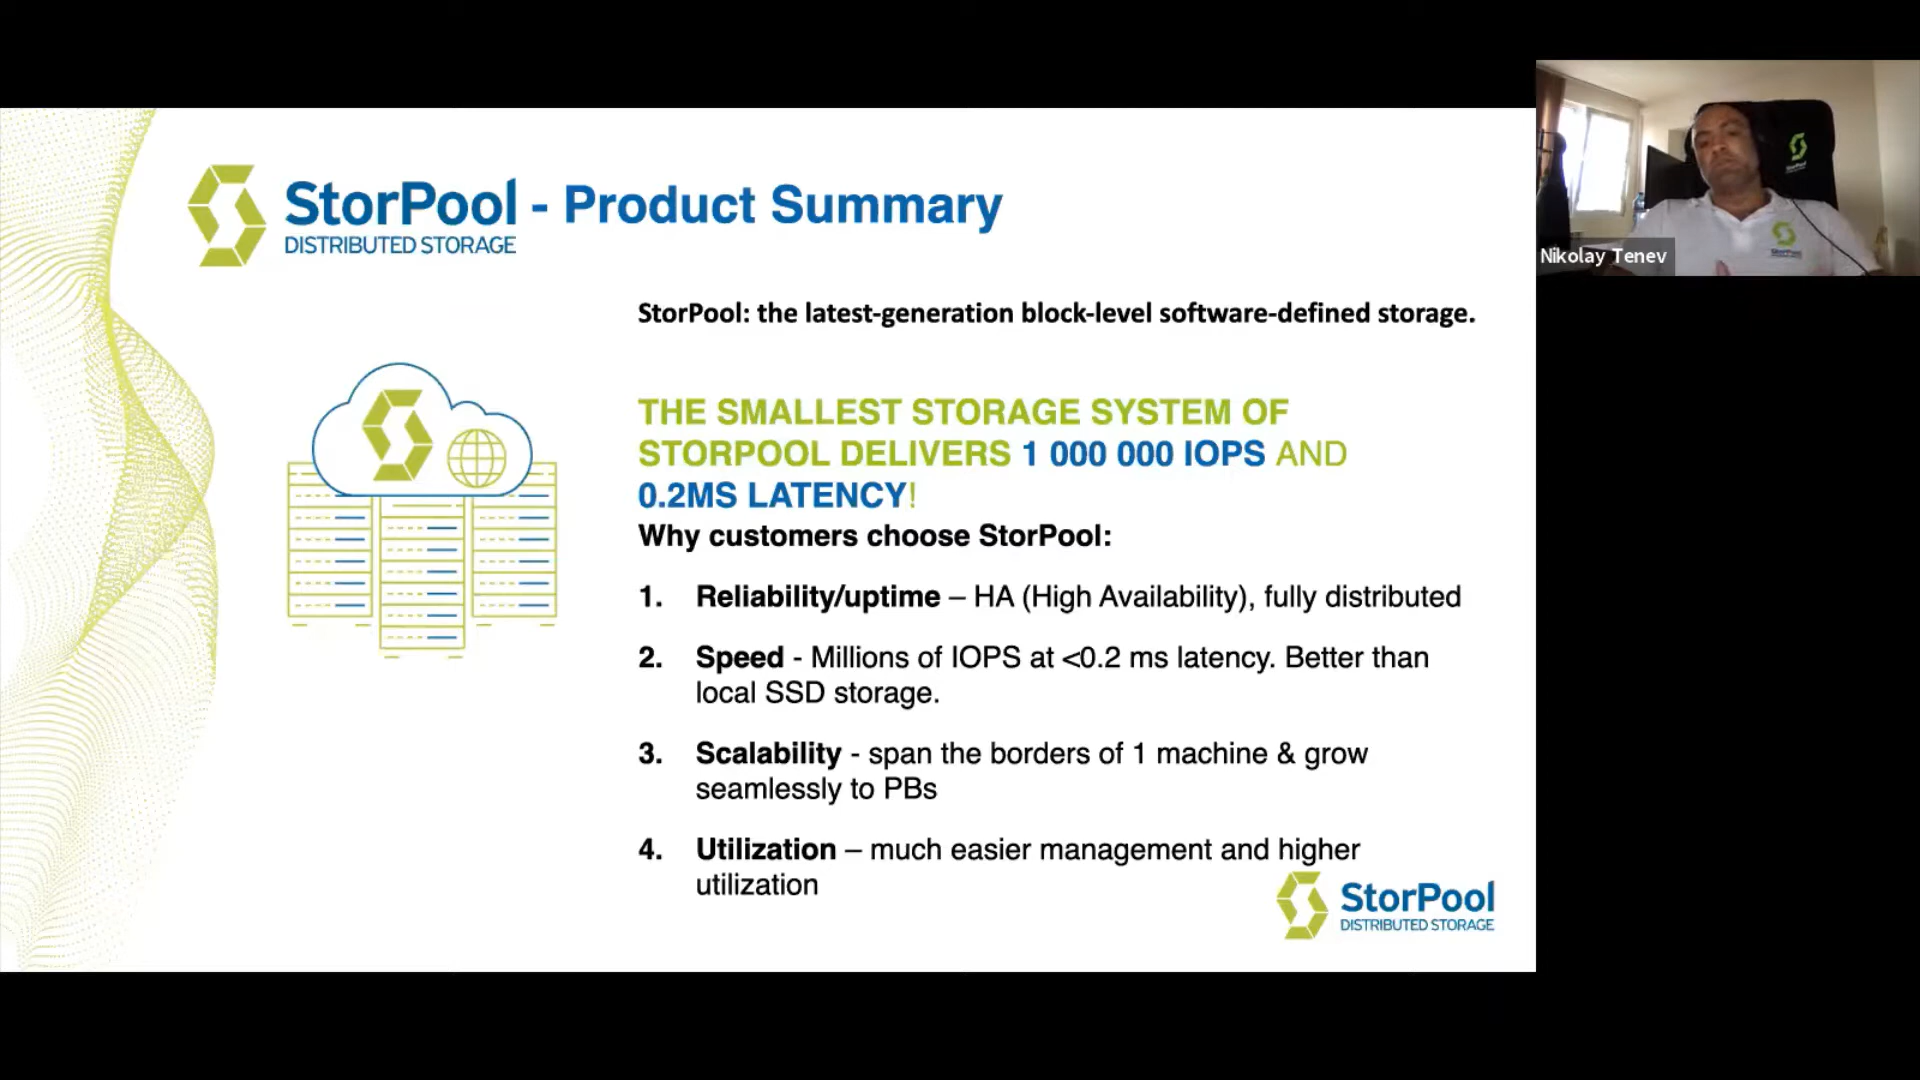 StorPool - Product Summary
DISTRIBUTED STORAGE
Nikolay Tenev
StorPool: the latest-generation block-level software-defined storage.
THE SMALLEST STORAGE SYSTEM OF
STORPOOL DELIVERS 1 000 000 IOPS AND
0.2MS LATENCY!
Why customers choose StorPool:
1. Reliability/uptime – HA (High Availability), fully distributed
2. Speed - Millions of IOPS at <0.2 ms latency. Better than
local SSD storage.
3. Scalability - span the borders of 1 machine & grow
seamlessly to PBs
4. Utilization – much easier management and higher
utilization
StorPool
DISTRIBUTED STORAGE